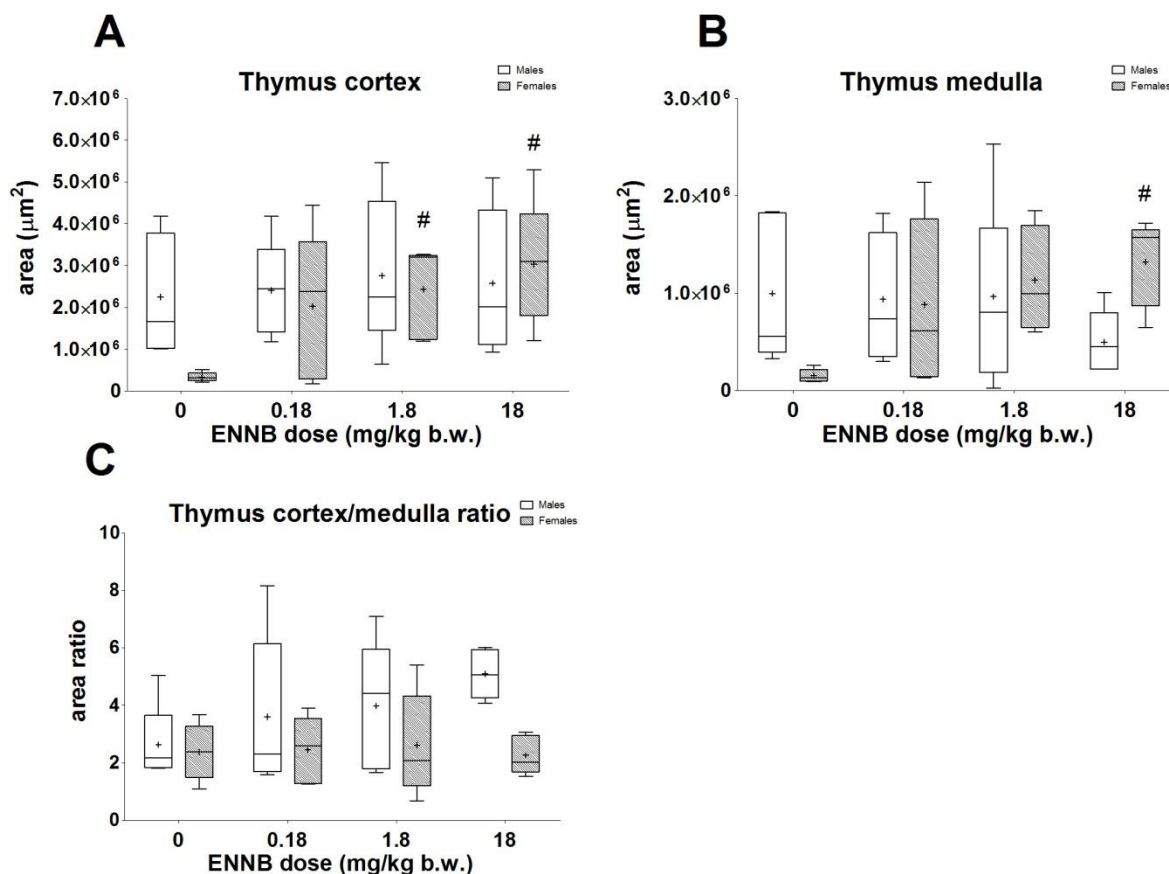 A
Thymus cortex
Males
Females
7.0×10⁶
6.0×10⁶
5.0×10⁶
4.0×10⁶
3.0×10⁶
2.0×10⁶
1.0×10⁶
0
area (μm²)
#
#
0 0.18 1.8 18
ENNB dose (mg/kg b.w.)
B
Thymus medulla
Males
Females
3.0×10⁶
2.0×10⁶
1.0×10⁶
0
area (μm²)
#
0 0.18 1.8 18
ENNB dose (mg/kg b.w.)
C
Thymus cortex/medulla ratio
Males
Females
10
8
6
4
2
0
area ratio
0 0.18 1.8 18
ENNB dose (mg/kg b.w.)